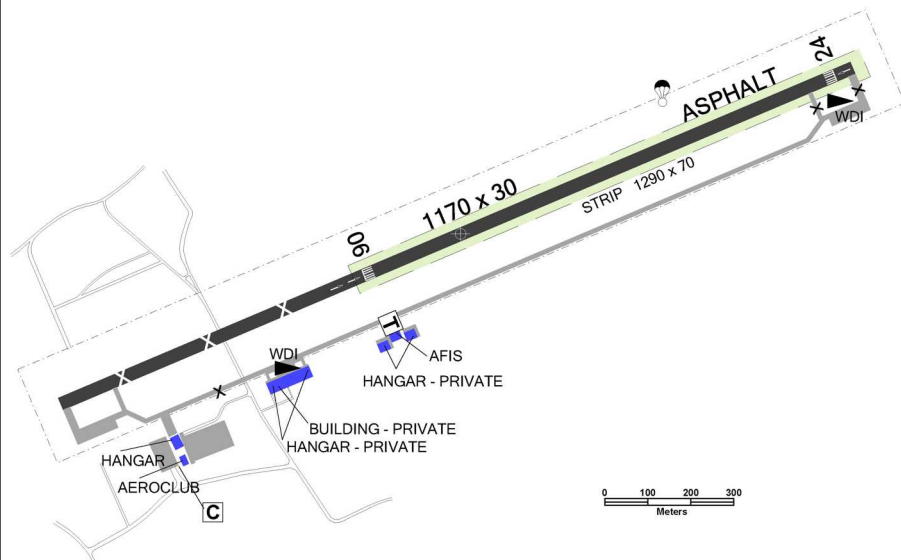 24
ASPHALT
WDI
1170 x 30
STRIP 1290 x 70
06
T
WDI
AFIS
HANGAR - PRIVATE
BUILDING - PRIVATE
HANGAR - PRIVATE
HANGAR
AEROCLUB
C
0 100 200 300
Meters